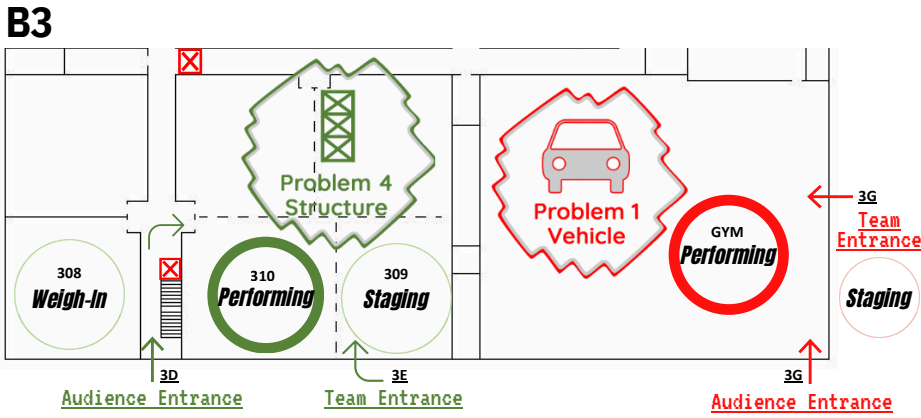 B3
Problem 4
Structure
Problem 1
Vehicle
3G
Team
Entrance
GYM
Performing
308
Weigh-In
310
Performing
309
Staging
Staging
3D
Audience Entrance
3E
Team Entrance
3G
Audience Entrance